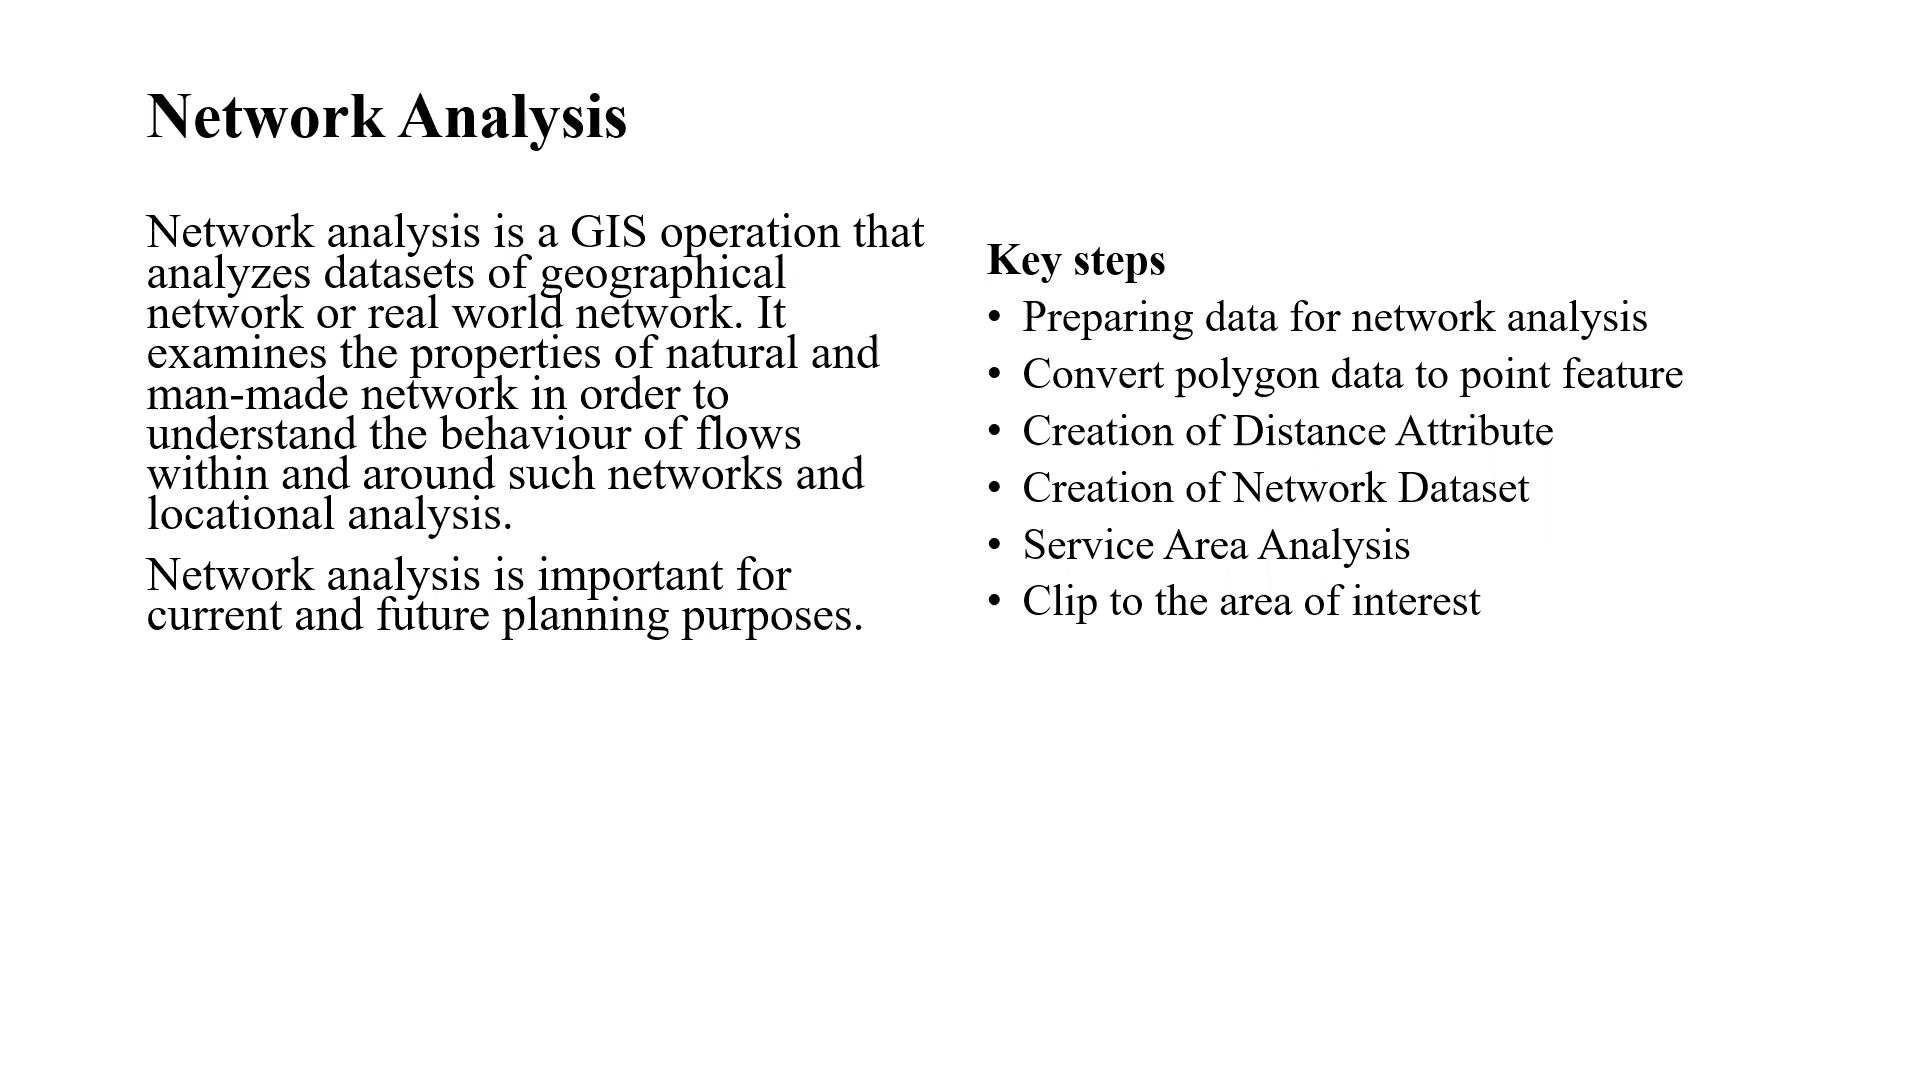 Network Analysis
Network analysis is a GIS operation that
analyzes datasets of geographical
network or real world network. It
examines the properties of natural and
man-made network in order to
understand the behaviour of flows
within and around such networks and
locational analysis.
Network analysis is important for
current and future planning purposes.
Key steps
• Preparing data for network analysis
• Convert polygon data to point feature
• Creation of Distance Attribute
• Creation of Network Dataset
• Service Area Analysis
• Clip to the area of interest